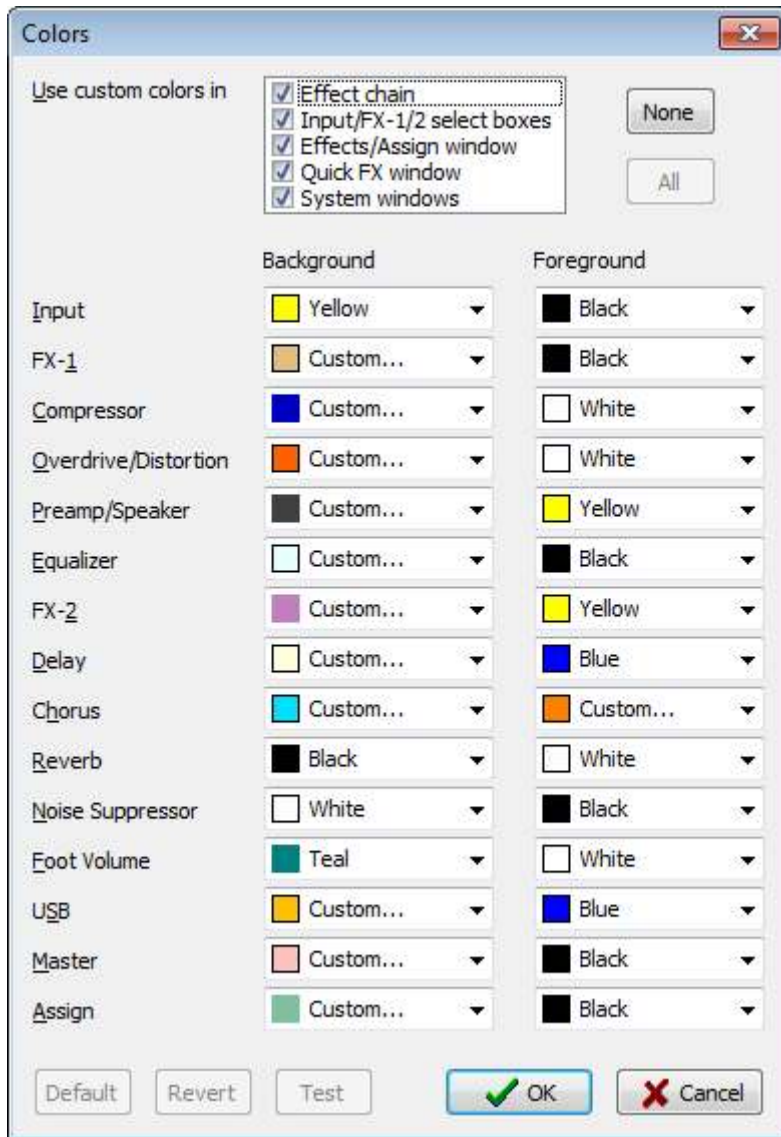 Colors
Use custom colors in
Effect chain
Input/FX-1/2 select boxes
Effects/Assign window
Quick FX window
System windows
None
All
Background Foreground
Input Yellow Black
FX-1 Custom... Black
Compressor Custom... White
Overdrive/Distortion Custom... White
Preamp/Speaker Custom... Yellow
Equalizer Custom... Black
FX-2 Custom... Yellow
Delay Custom... Blue
Chorus Custom... Custom...
Reverb Black White
Noise Suppressor White Black
Foot Volume Teal White
USB Custom... Blue
Master Custom... Black
Assign Custom... Black
Default Revert Test OK Cancel